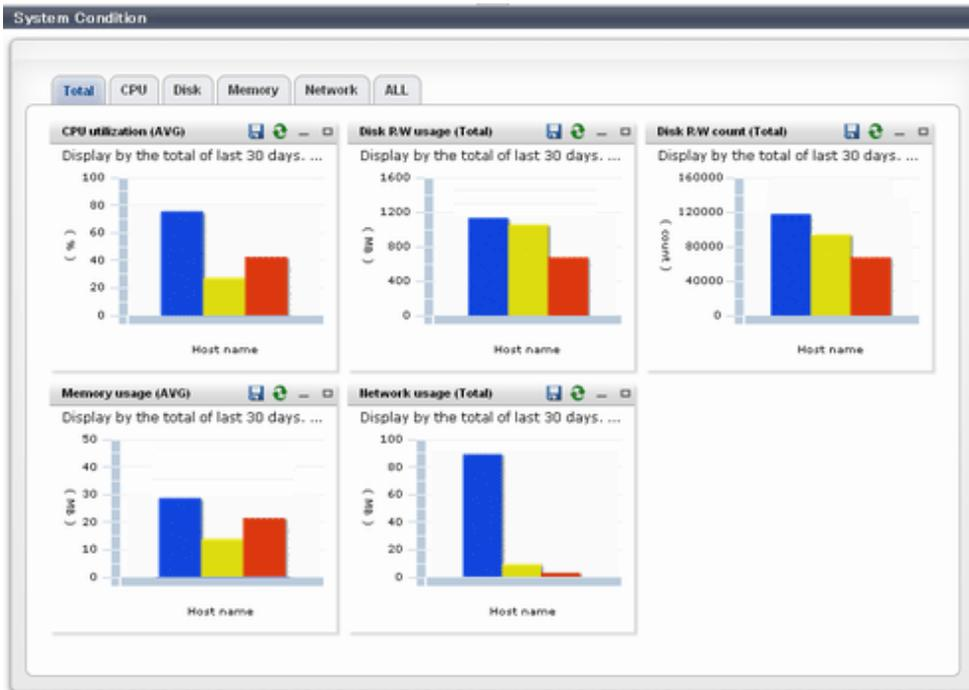 System Condition
Total CPU Disk Memory Network ALL
CPU utilization (AVG)
Display by the total of last 30 days. ...
100
80
60
40
20
0
( % )
Host name
Disk R/W usage (Total)
Display by the total of last 30 days. ...
1600
1200
800
400
0
( MB )
Host name
Disk R/W count (Total)
Display by the total of last 30 days. ...
160000
120000
80000
40000
0
( count )
Host name
Memory usage (AVG)
Display by the total of last 30 days. ...
50
40
30
20
10
0
( MB )
Host name
Network usage (Total)
Display by the total of last 30 days. ...
100
80
60
40
20
0
( MB )
Host name